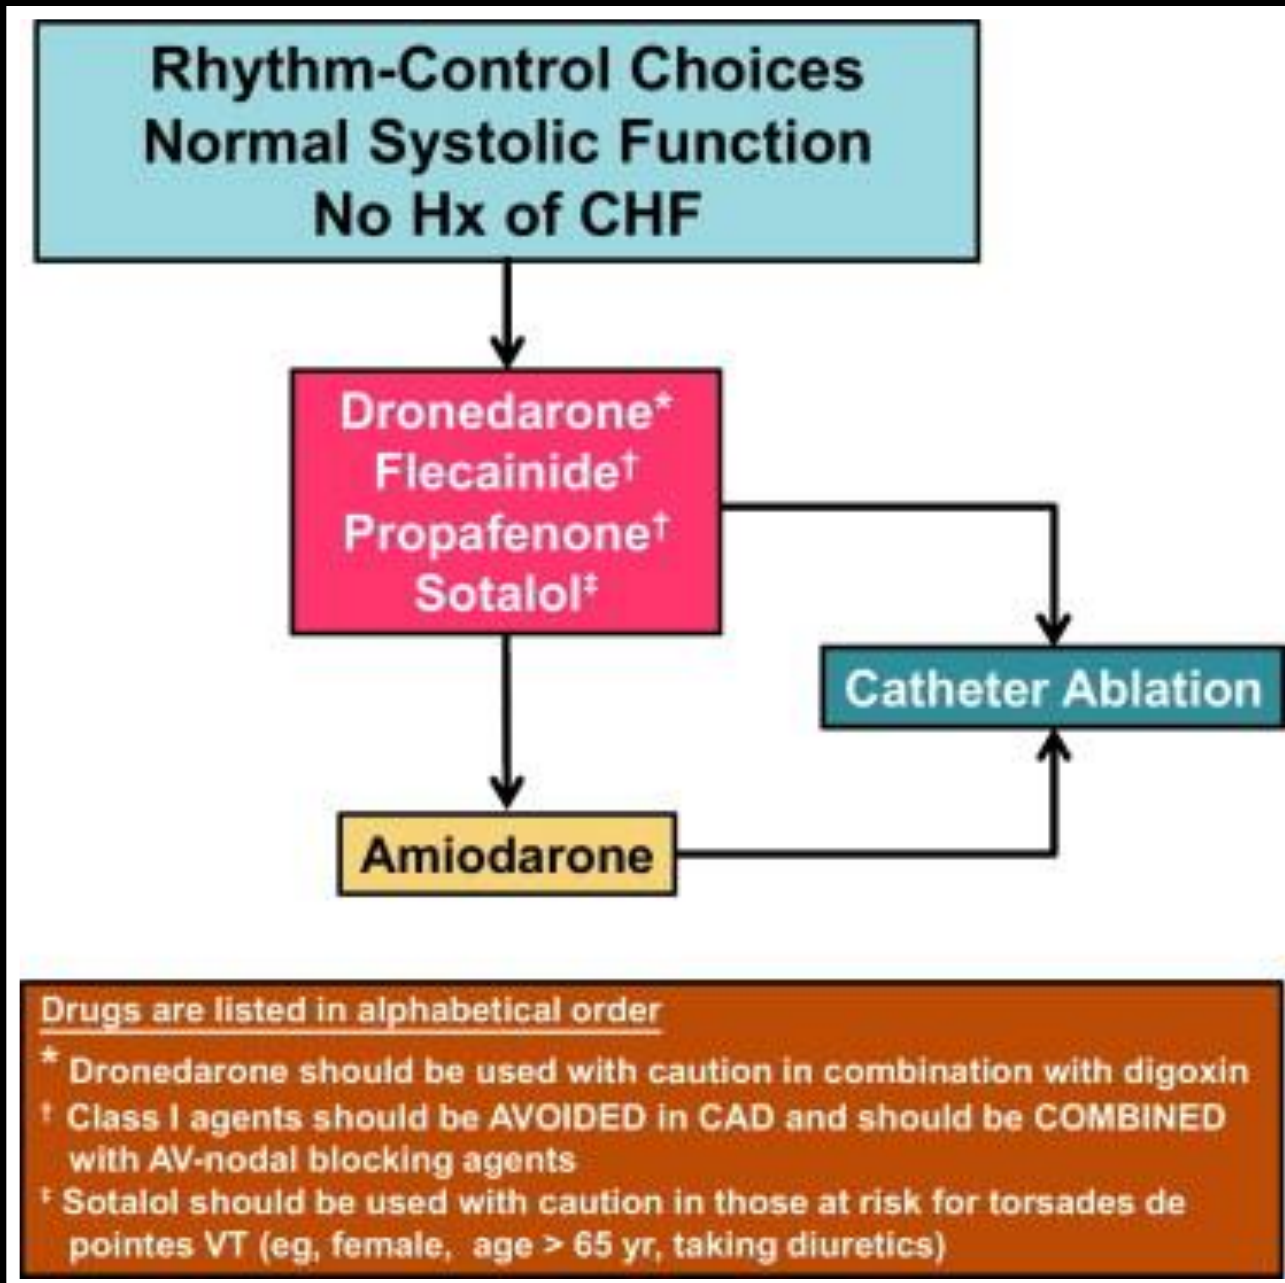 Rhythm-Control Choices
Normal Systolic Function
No Hx of CHF
Dronedarone*
Flecainide†
Propafenone†
Sotalol‡
Catheter Ablation
Amiodarone
Drugs are listed in alphabetical order
* Dronedarone should be used with caution in combination with digoxin
† Class I agents should be AVOIDED in CAD and should be COMBINED
with AV-nodal blocking agents
‡ Sotalol should be used with caution in those at risk for torsades de
pointes VT (eg, female, age > 65 yr, taking diuretics)